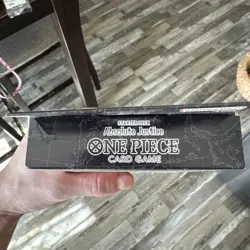 STARTER DECK
Absolute Justice
ONE PIECE
CARD GAME